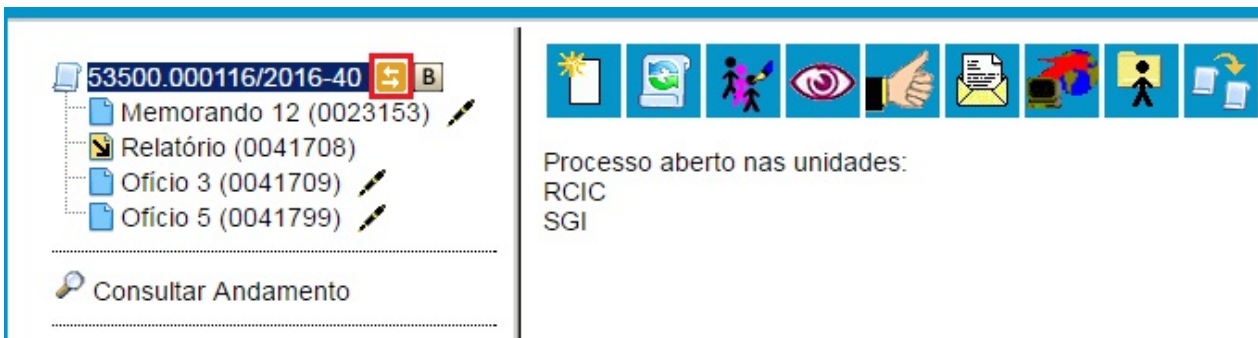 53500.000116/2016-40 B
Memorando 12 (0023153)
Relatório (0041708)
Ofício 3 (0041709)
Ofício 5 (0041799)
Consultar Andamento
Processo aberto nas unidades:
RCIC
SGI